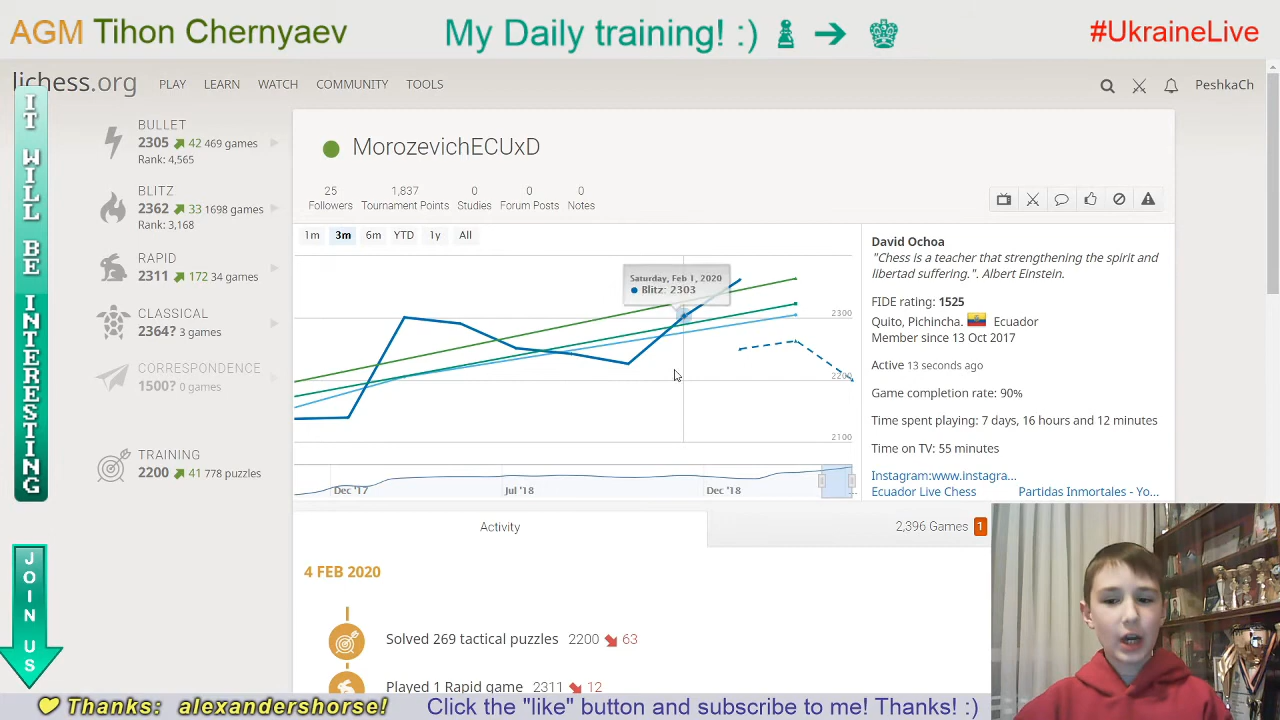 AGM Tihon Chernyaev
My Daily training! :)
#UkraineLive
lichess.org
PLAY
LEARN
WATCH
COMMUNITY
TOOLS
PeshkaCh
IT WILL BE INTERESTING
JOIN US
BULLET
2305 42 469 games
Rank: 4,565
BLITZ
2362 33 1698 games
Rank: 3,168
RAPID
2311 172 34 games
CLASSICAL
2364? 3 games
CORRESPONDENCE
1500? 0 games
TRAINING
2200 41 778 puzzles
MorozevichECUxD
25
Followers
1,837
Tournament Points
0
Studies
0
Forum Posts
0
Notes
1m
3m
6m
YTD
1y
All
Saturday, Feb 1, 2020
Blitz: 2303
2300
2200
2100
Dec '17
Jul '18
Dec '18
David Ochoa
"Chess is a teacher that strengthening the spirit and
libertad suffering.". Albert Einstein.
FIDE rating: 1525
Quito, Pichincha. Ecuador
Member since 13 Oct 2017
Active 13 seconds ago
Game completion rate: 90%
Time spent playing: 7 days, 16 hours and 12 minutes
Time on TV: 55 minutes
Instagram:www.instagra...
Ecuador Live Chess
Partidas Inmortales - Yo...
Activity
2,396 Games 1
4 FEB 2020
Solved 269 tactical puzzles 2200 63
Played 1 Rapid game 2311 12
Thanks: alexandershorse!
Click the "like" button and subscribe to me! Thanks! :)